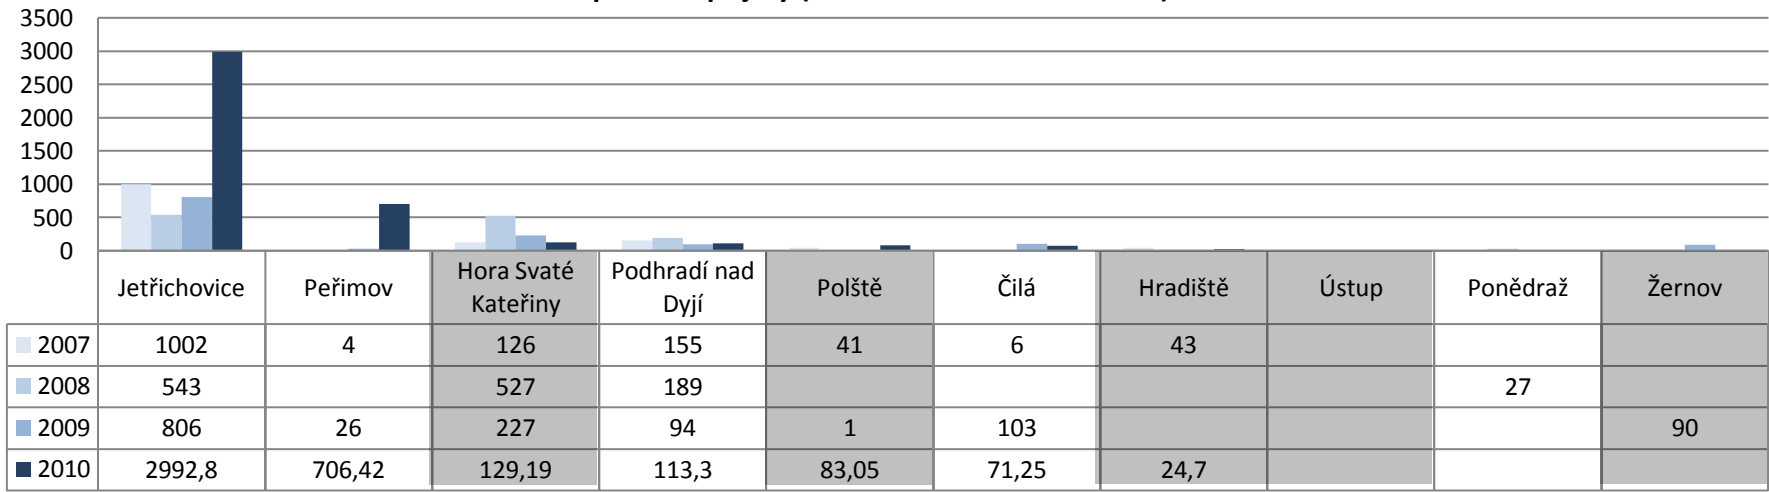 3500
3000
2500
2000
1500
1000
500
0
Jetřichovice Peřimov Hora Svaté Kateřiny Podhradí nad Dyjí Polště Čilá Hradiště Ústup Ponědraž Žernov
2007 1002 4 126 155 41 6 43
2008 543 527 189 27
2009 806 26 227 94 1 103 90
2010 2992,8 706,42 129,19 113,3 83,05 71,25 24,7